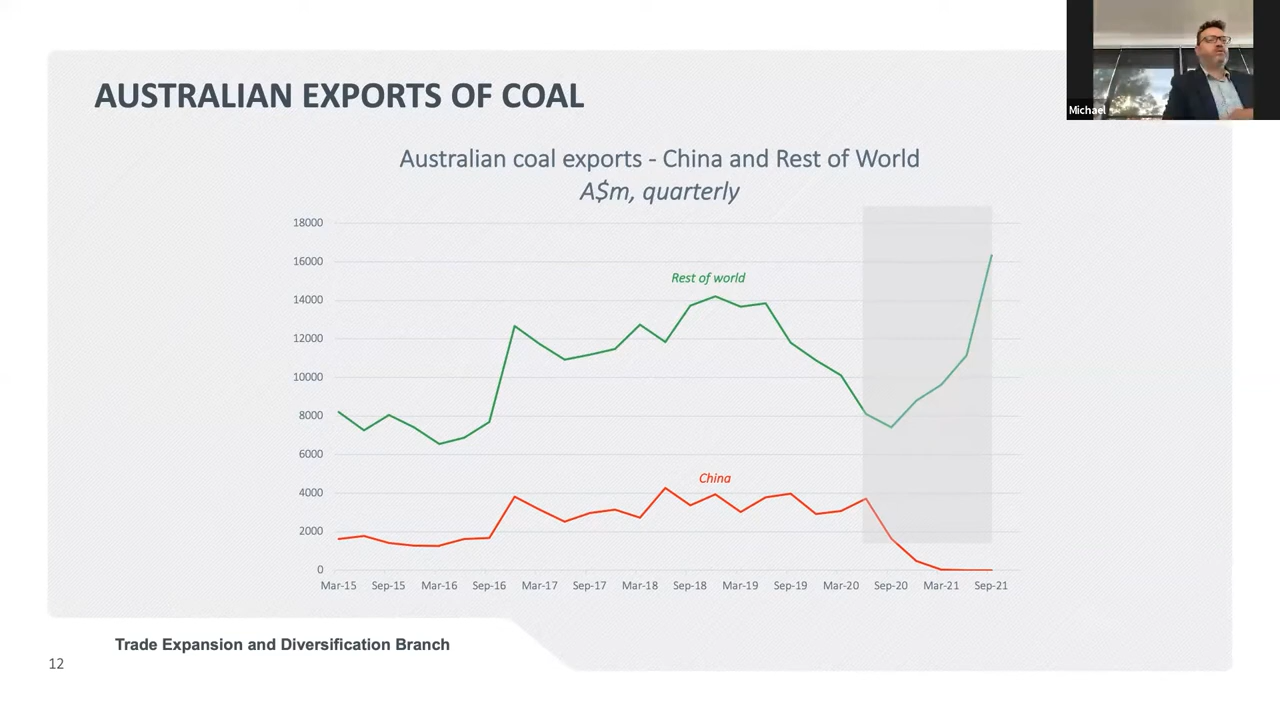 Michael
AUSTRALIAN EXPORTS OF COAL
Australian coal exports - China and Rest of World
A$m, quarterly
18000
16000
14000
12000
10000
8000
6000
4000
2000
0
Rest of world
China
Mar-15 Sep-15 Mar-16 Sep-16 Mar-17 Sep-17 Mar-18 Sep-18 Mar-19 Sep-19 Mar-20 Sep-20 Mar-21 Sep-21
Trade Expansion and Diversification Branch
12